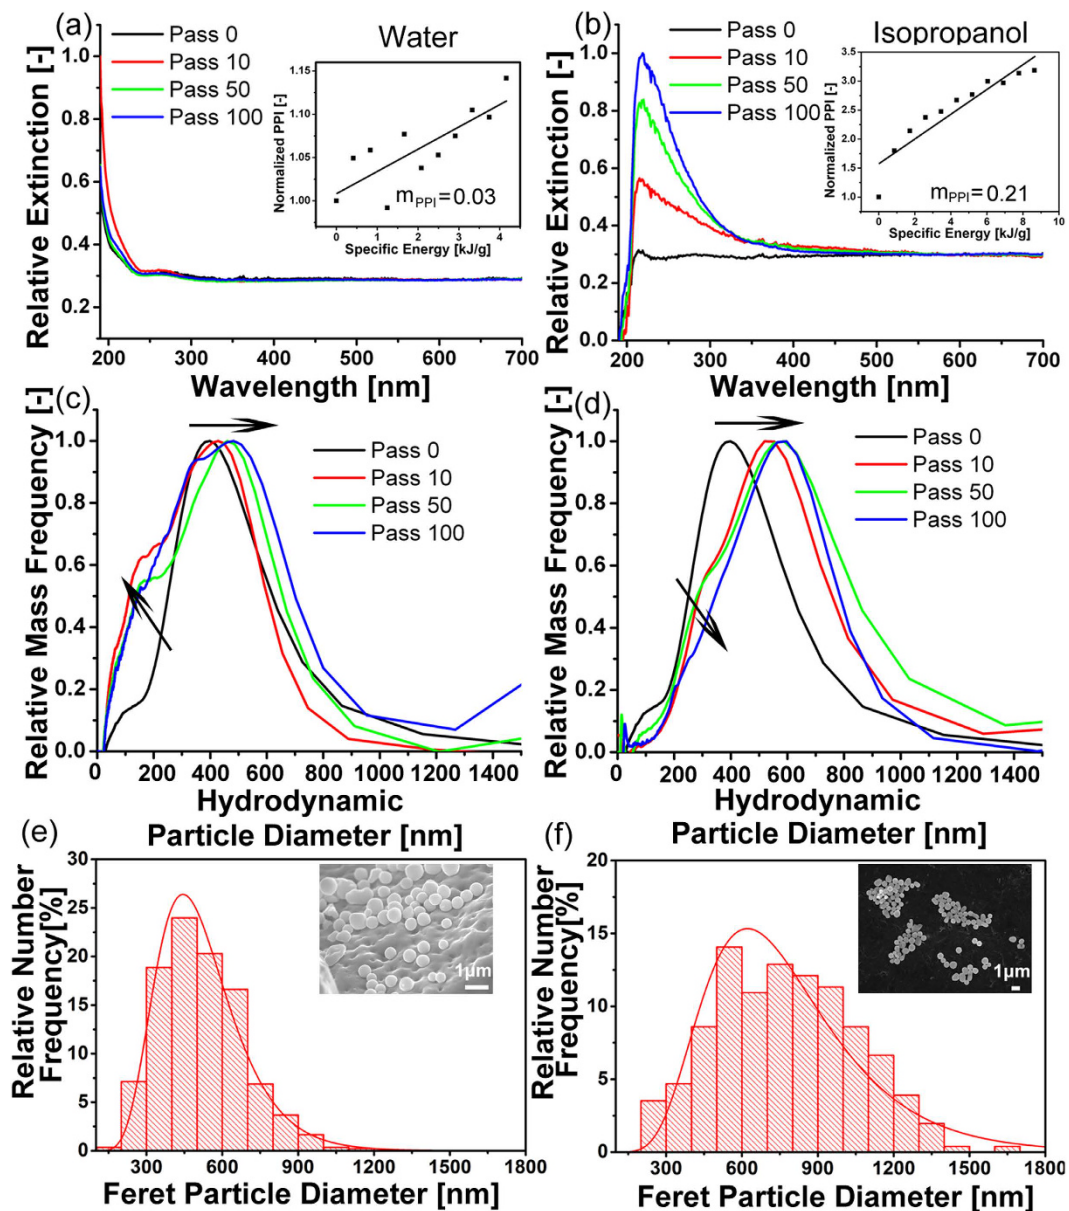 (a)
Pass 0
Pass 10
Pass 50
Pass 100
Water
Relative Extinction [-]
1.0
0.8
0.6
0.4
0.2
200 300 400 500 600 700
Wavelength [nm]
Normalized PPI [-]
1.15
1.10
1.05
1.00
0 1 2 3 4
Specific Energy [kJ/g]
mPPI=0.03
(b)
Pass 0
Pass 10
Pass 50
Pass 100
Isopropanol
Relative Extinction [-]
1.0
0.8
0.6
0.4
0.2
0.0
200 300 400 500 600 700
Wavelength [nm]
Normalized PPI [-]
3.5
3.0
2.5
2.0
1.5
1.0
0 2 4 6 8 10
Specific Energy [kJ/g]
mPPI=0.21
(c)
Pass 0
Pass 10
Pass 50
Pass 100
Relative Mass Frequency [-]
1.0
0.8
0.6
0.4
0.2
0.0
0 200 400 600 800 1000 1200 1400
Hydrodynamic
Particle Diameter [nm]
(d)
Pass 0
Pass 10
Pass 50
Pass 100
Relative Mass Frequency [-]
1.0
0.8
0.6
0.4
0.2
0.0
0 200 400 600 800 1000 1200 1400
Hydrodynamic
Particle Diameter [nm]
(e)
Relative Number
Frequency[%]
30
25
20
15
10
5
0
300 600 900 1200 1500 1800
Feret Particle Diameter [nm]
1μm
(f)
Relative Number
Frequency[%]
20
15
10
5
0
300 600 900 1200 1500 1800
Feret Particle Diameter [nm]
1μm